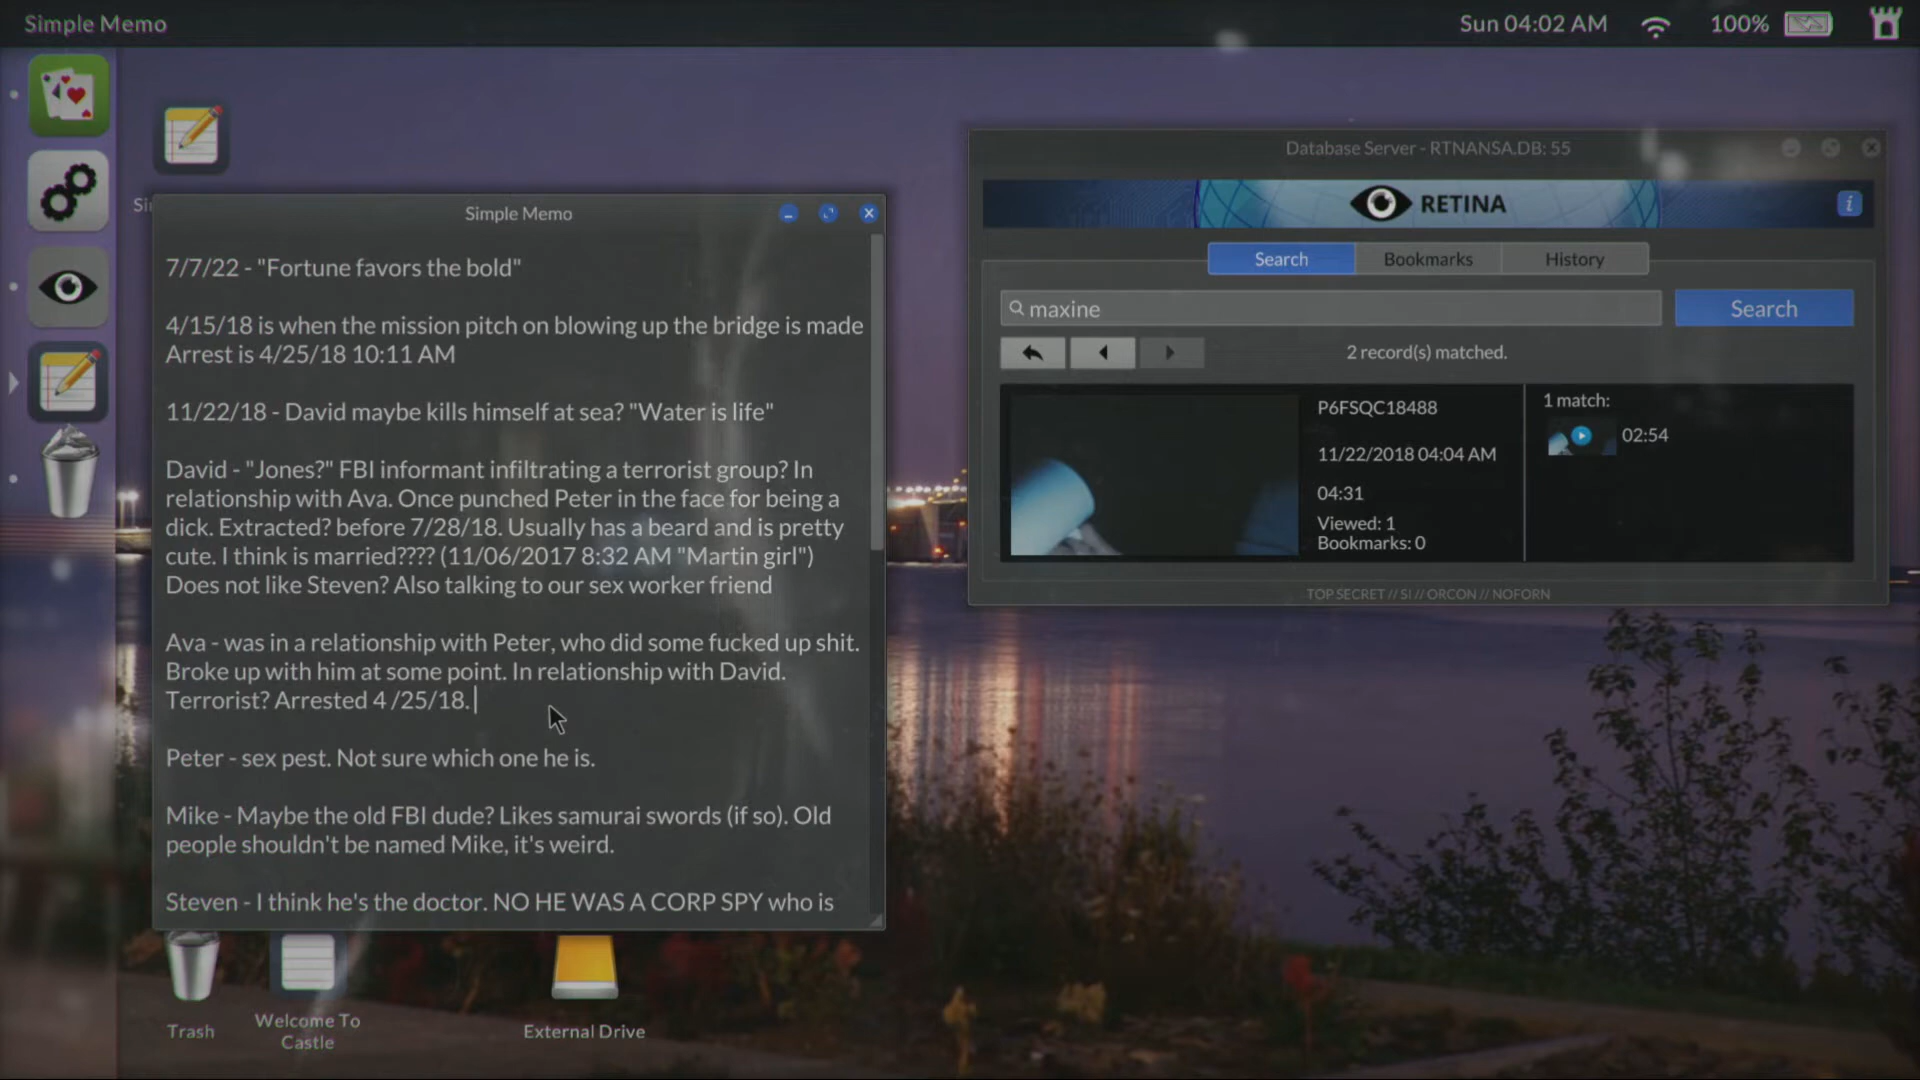 Simple Memo
Sun 04:02 AM
100%
Simple Memo
7/7/22 - "Fortune favors the bold"
4/15/18 is when the mission pitch on blowing up the bridge is made
Arrest is 4/25/18 10:11 AM
11/22/18 - David maybe kills himself at sea? "Water is life"
David - "Jones?" FBI informant infiltrating a terrorist group? In
relationship with Ava. Once punched Peter in the face for being a
dick. Extracted? before 7/28/18. Usually has a beard and is pretty
cute. I think is married???? (11/06/2017 8:32 AM "Martin girl")
Does not like Steven? Also talking to our sex worker friend
Ava - was in a relationship with Peter, who did some fucked up shit.
Broke up with him at some point. In relationship with David.
Terrorist? Arrested 4 /25/18.
Peter - sex pest. Not sure which one he is.
Mike - Maybe the old FBI dude? Likes samurai swords (if so). Old
people shouldn't be named Mike, it's weird.
Steven - I think he's the doctor. NO HE WAS A CORP SPY who is
Database Server - RTNANSA.DB: 55
RETINA
i
Search
Bookmarks
History
maxine
Search
2 record(s) matched.
P6FSQC18488
11/22/2018 04:04 AM
04:31
Viewed: 1
Bookmarks: 0
1 match:
02:54
TOP SECRET // SI // ORCON // NOFORN
Trash
Welcome To
Castle
External Drive